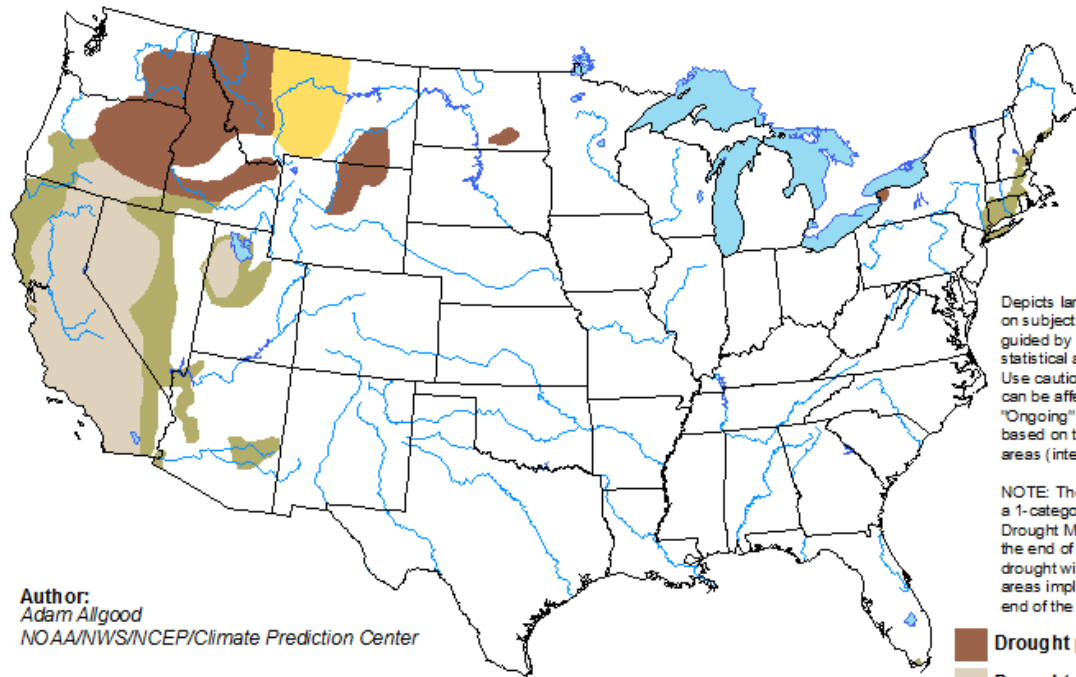 Depicts lar
on subject
guided by
statistical a
Use cautio
can be affe
"Ongoing"
based on t
areas (inte
NOTE: The
a 1-catego
Drought M
the end of
drought wi
areas impl
end of the
Author:
Adam Allgood
NOAA/NWS/NCEP/Climate Prediction Center
Drought p